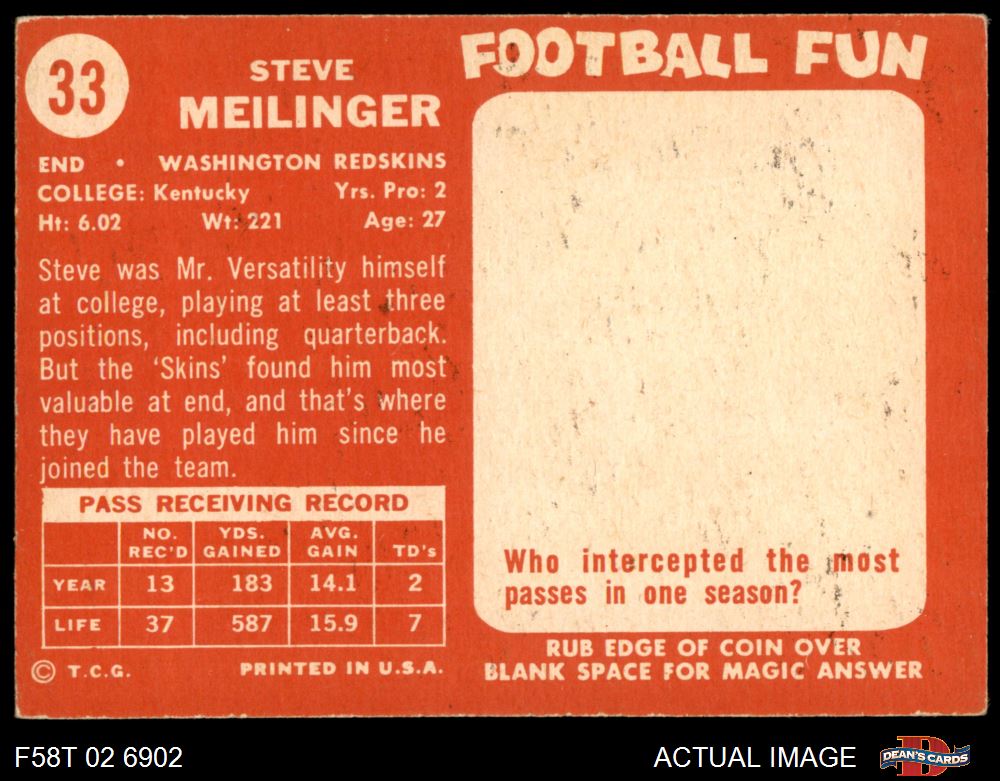 33
STEVE
MEILINGER
END • WASHINGTON REDSKINS
COLLEGE: Kentucky Yrs. Pro: 2
Ht: 6.02 Wt: 221 Age: 27
Steve was Mr. Versatility himself
at college, playing at least three
positions, including quarterback.
But the 'Skins' found him most
valuable at end, and that's where
they have played him since he
joined the team.
PASS RECEIVING RECORD
NO. REC'D YDS. GAINED AVG. GAIN TD's
YEAR 13 183 14.1 2
LIFE 37 587 15.9 7
© T.C.G. PRINTED IN U.S.A.
FOOTBALL FUN
Who intercepted the most
passes in one season?
RUB EDGE OF COIN OVER
BLANK SPACE FOR MAGIC ANSWER
F58T 02 6902 ACTUAL IMAGE
DEAN'S CARDS